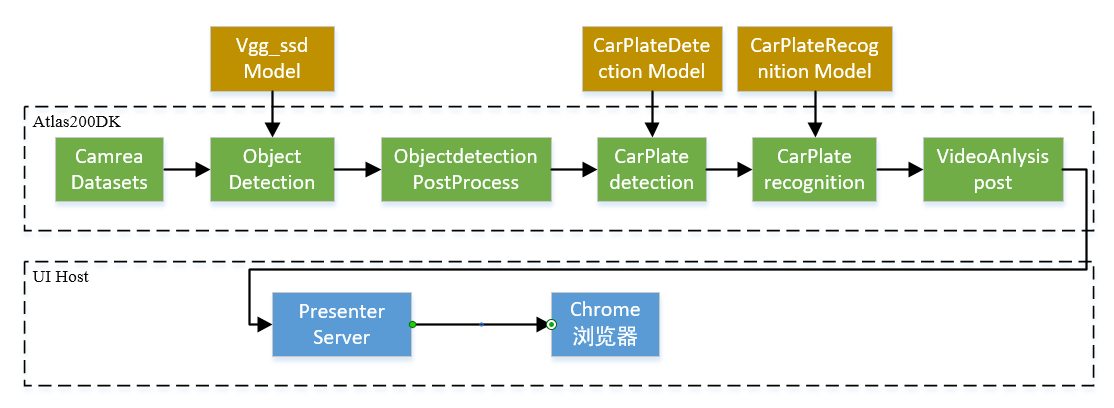 Vgg_ssd
Model
CarPlateDete
ction Model
CarPlateRecog
nition Model
Atlas200DK
Camrea
Datasets
Object
Detection
Objectdetection
PostProcess
CarPlate
detection
CarPlate
recognition
VideoAnlysis
post
UI Host
Presenter
Server
Chrome
浏览器